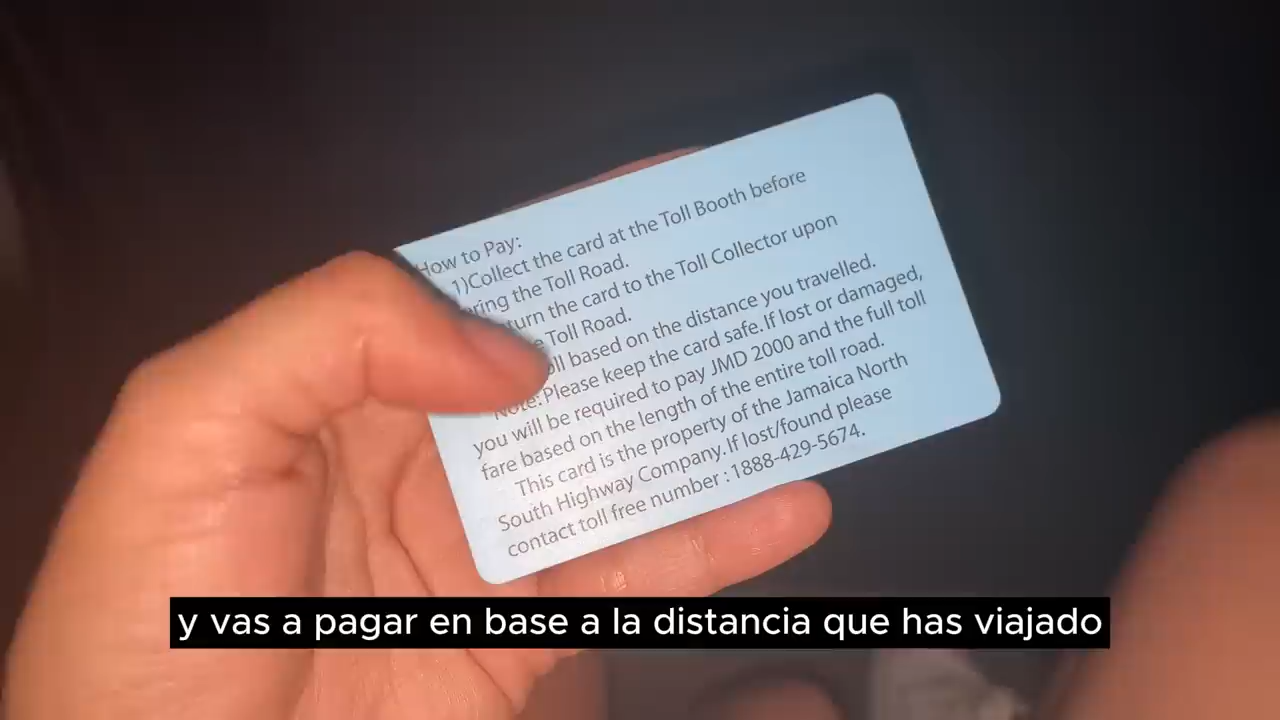 How to Pay:
1)Collect the card at the Toll Booth before
ering the Toll Road.
turn the card to the Toll Collector upon
e Toll Road.
oll based on the distance you travelled.
Note: Please keep the card safe. If lost or damaged,
you will be required to pay JMD 2000 and the full toll
fare based on the length of the entire toll road.
This card is the property of the Jamaica North
South Highway Company. If lost/found please
contact toll free number : 1888-429-5674.
y vas a pagar en base a la distancia que has viajado